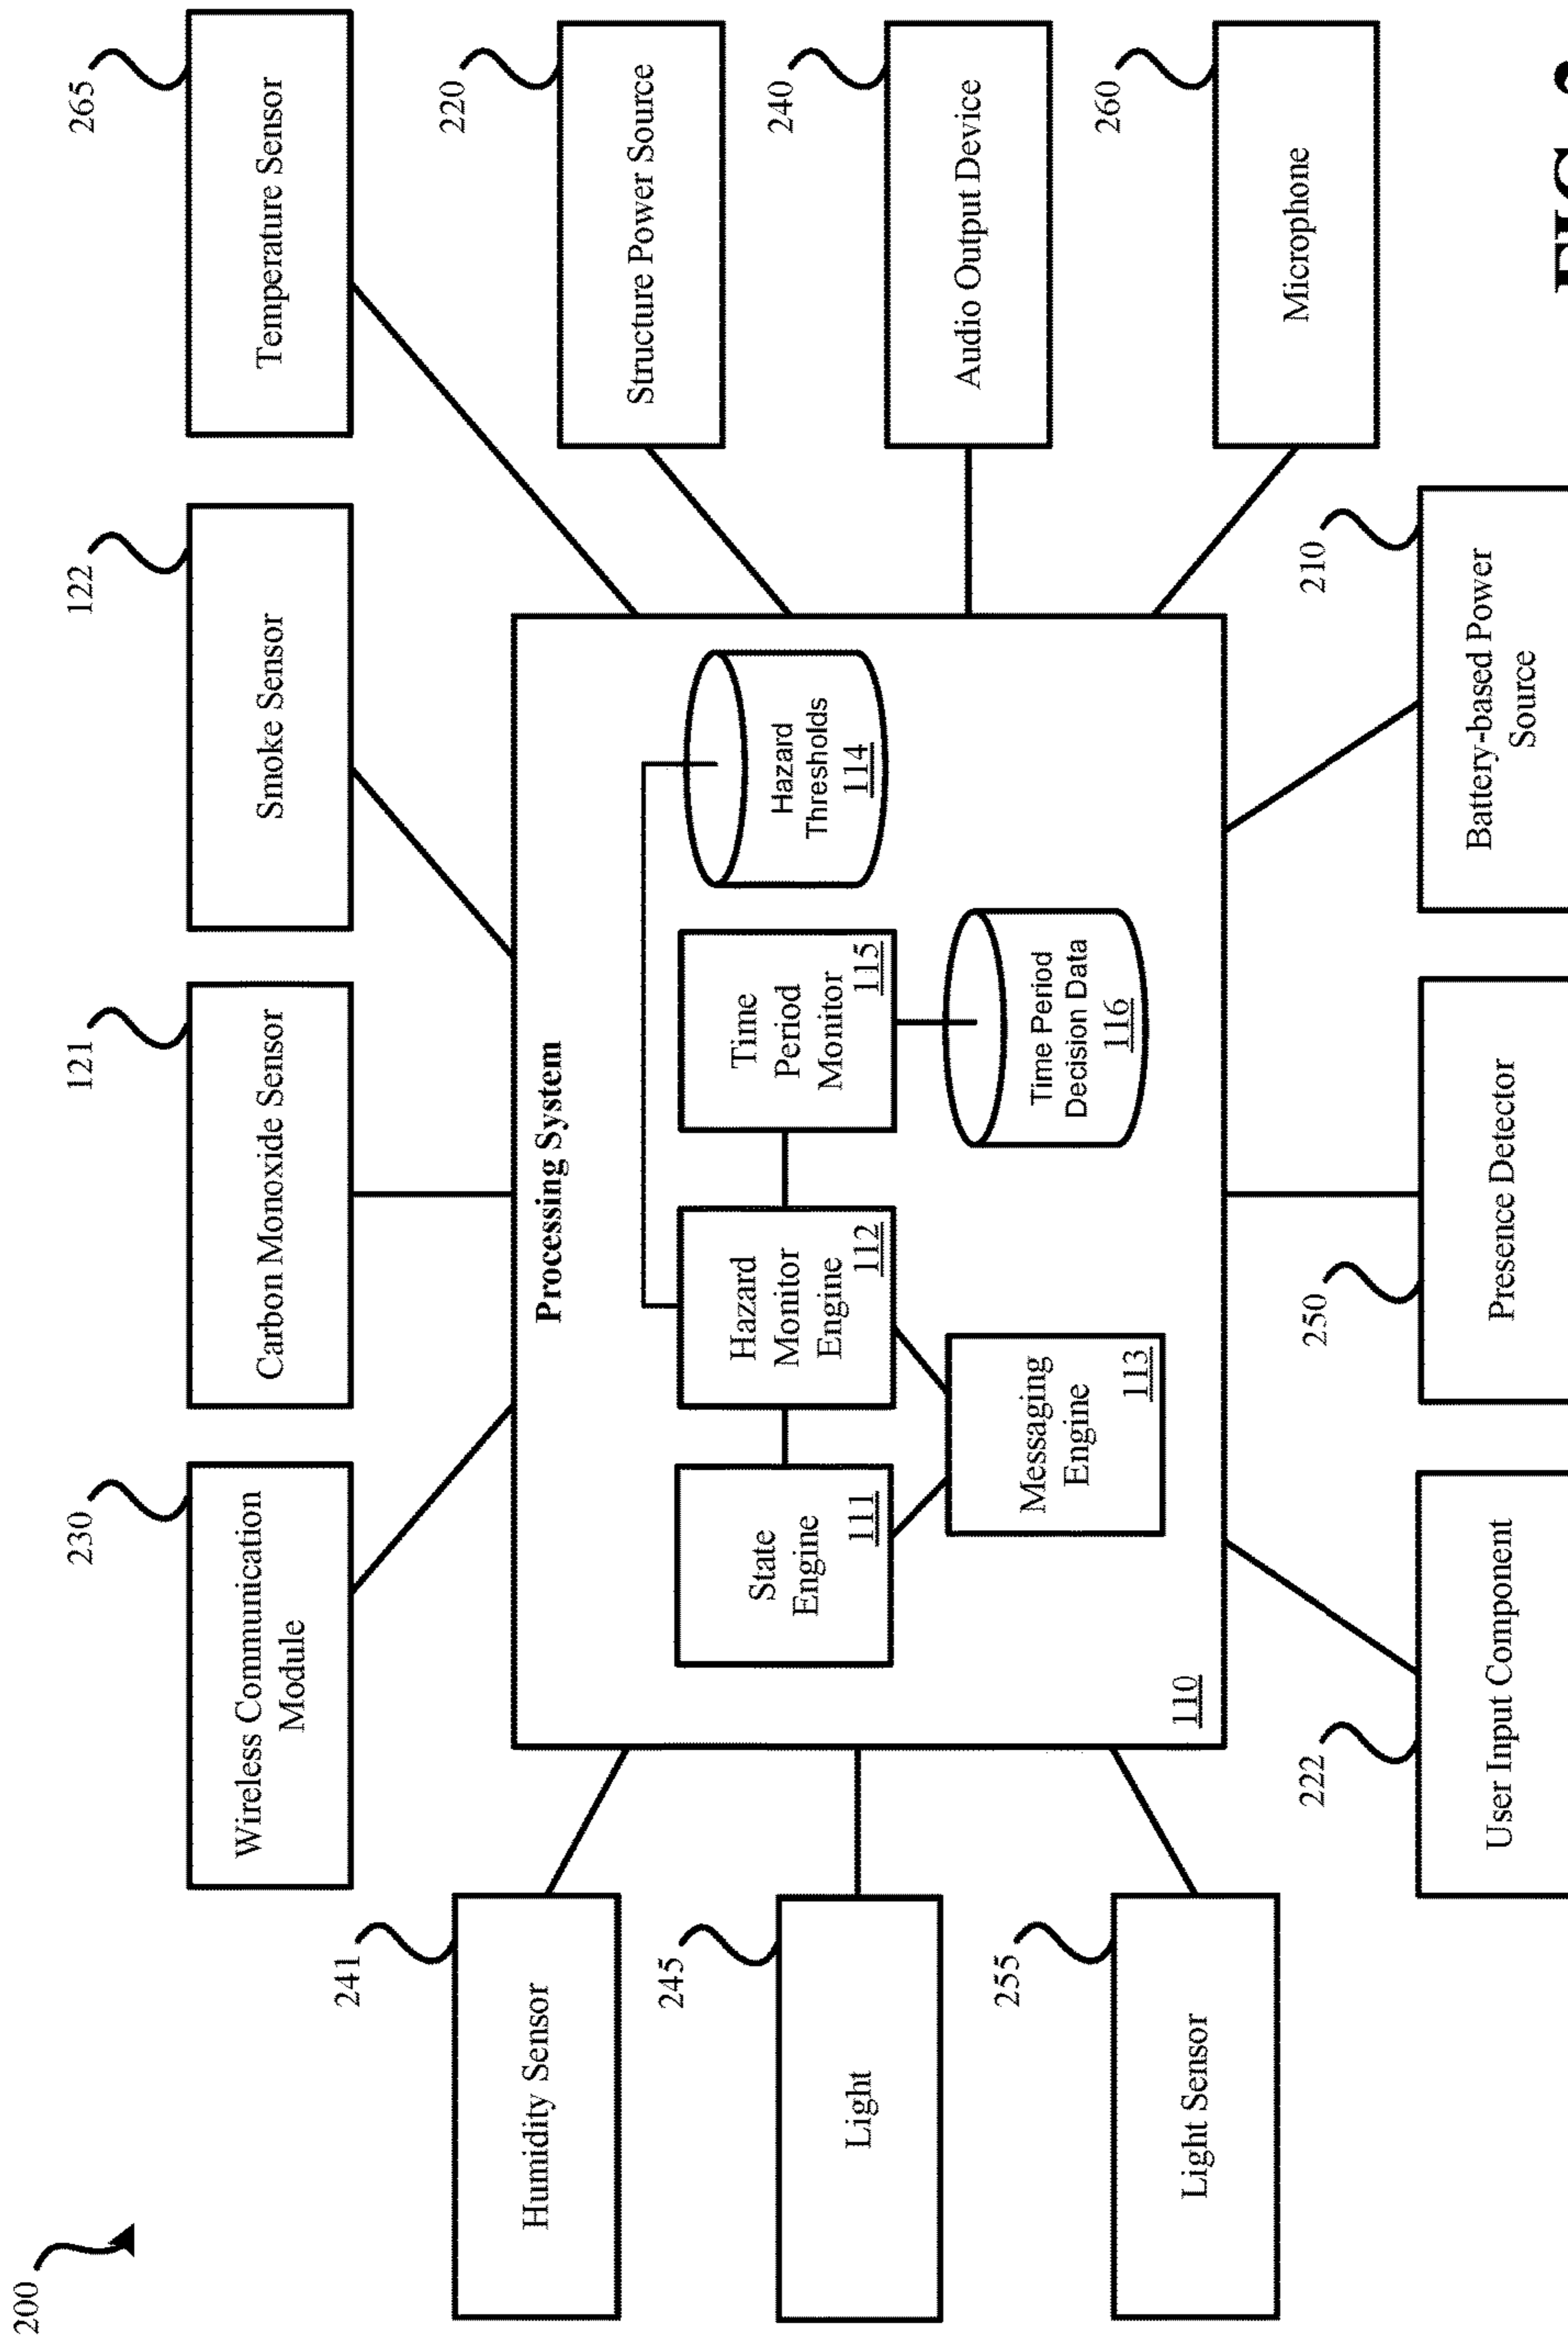 200
230
121
122
265
Wireless Communication
Module
Carbon Monoxide Sensor
Smoke Sensor
Temperature Sensor
241
Humidity Sensor
245
Light
255
Light Sensor
Processing System
State
Engine
111
Hazard
Monitor
Engine
112
Time
Period
Monitor
115
Hazard
Thresholds
114
Messaging
Engine
113
Time Period
Decision Data
116
110
220
Structure Power Source
240
Audio Output Device
260
Microphone
222
User Input Component
250
Presence Detector
210
Battery-based Power
Source